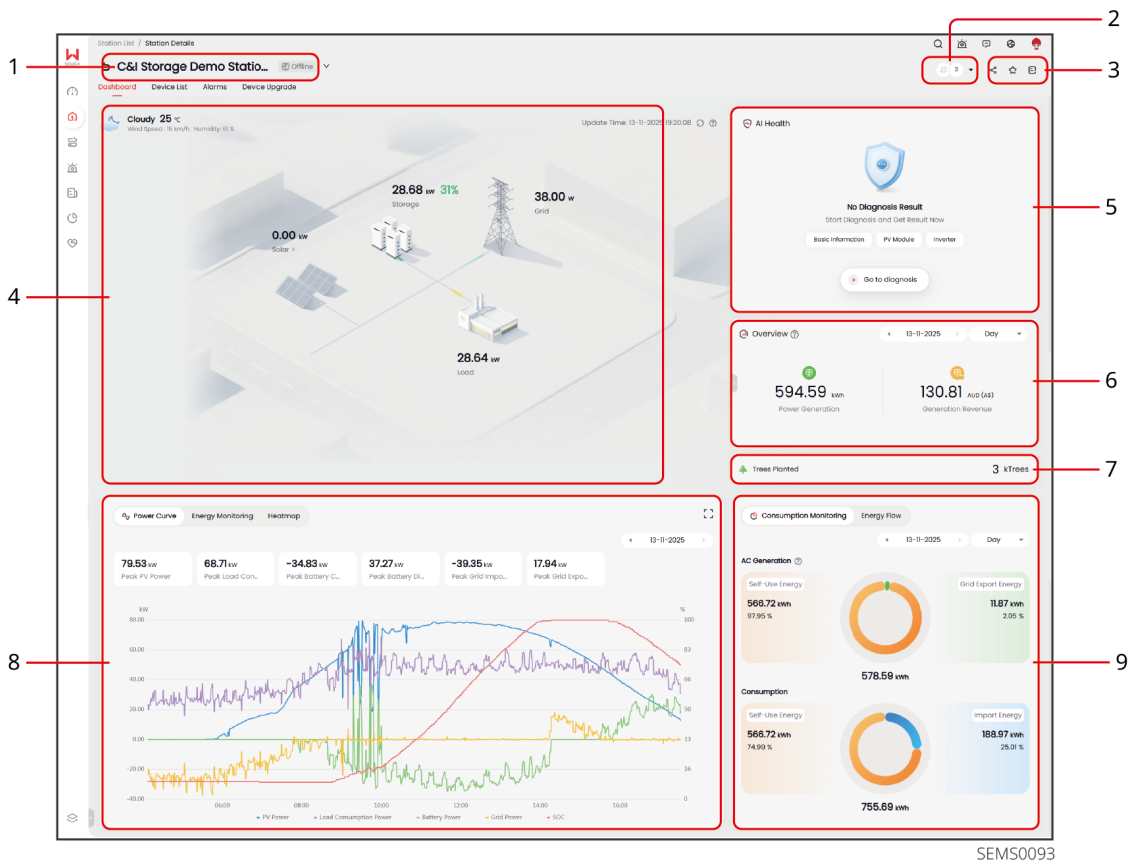 2
Station List / Station Details
SEMS+
1
C&I Storage Demo Statio... Offline
3
3
Dashboard Device List Alarms Device Upgrade
Cloudy 25 °C
Wind Speed: 15 km/h, Humidity: 61 %
Update Time: 13-11-2025 19:20:08
AI Health
28.68 kW 31%
Storage
38.00 W
Grid
0.00 kW
Solar >
28.64 kW
Load
4
No Diagnosis Result
Start Diagnosis and Get Result Now
Basic Information PV Module Inverter
Go to diagnosis
5
Overview
13-11-2025
Day
594.59 kWh
Power Generation
130.81 AUD (A$)
Generation Revenue
6
Trees Planted
3 kTrees
7
Power Curve Energy Monitoring Heatmap
13-11-2025
79.53 kW
Peak PV Power
68.71 kW
Peak Load Con...
-34.83 kW
Peak Battery C...
37.27 kW
Peak Battery Di...
-39.35 kW
Peak Grid Impo...
17.94 kW
Peak Grid Expo...
kW
%
80.00
60.00
40.00
20.00
0.00
-20.00
-40.00
100
83
66
50
33
16
0
06:00 08:00 10:00 12:00 14:00 16:00
PV Power Load Consumption Power Battery Power Grid Power SOC
8
Consumption Monitoring Energy Flow
13-11-2025
Day
AC Generation
Self-Use Energy
566.72 kWh
97.95 %
Grid Export Energy
11.87 kWh
2.05 %
578.59 kWh
Consumption
Self-Use Energy
566.72 kWh
74.99 %
Import Energy
188.97 kWh
25.01 %
755.69 kWh
9
SEMS0093